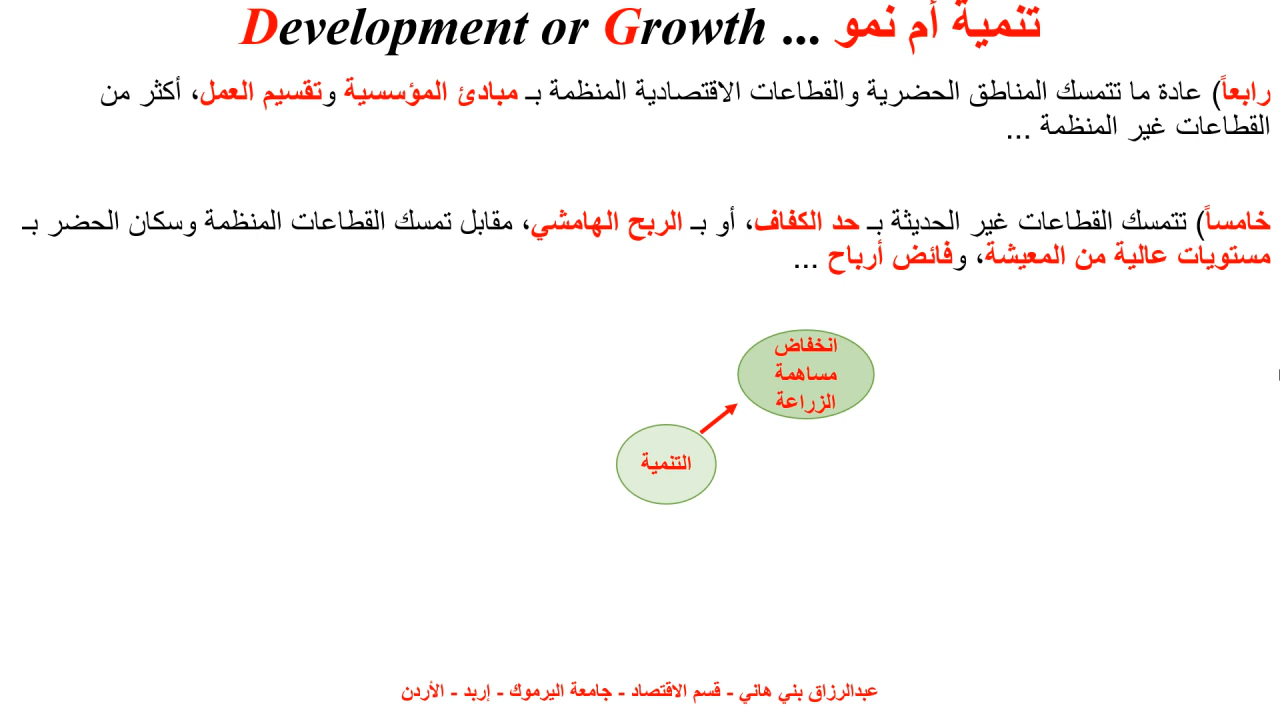 تنمية أم نمو ... Development or Growth
رابعاً) عادة ما تتمسك المناطق الحضرية والقطاعات الاقتصادية المنظمة بـ مبادئ المؤسسية وتقسيم العمل، أكثر من
القطاعات غير المنظمة ...
خامساً) تتمسك القطاعات غير الحديثة بـ حد الكفاف، أو بـ الربح الهامشي، مقابل تمسك القطاعات المنظمة وسكان الحضر بـ
مستويات عالية من المعيشة، وفائض أرباح ...
انخفاض
مساهمة
الزراعة
التنمية
عبدالرزاق بني هاني - قسم الاقتصاد - جامعة اليرموك - إربد - الأردن